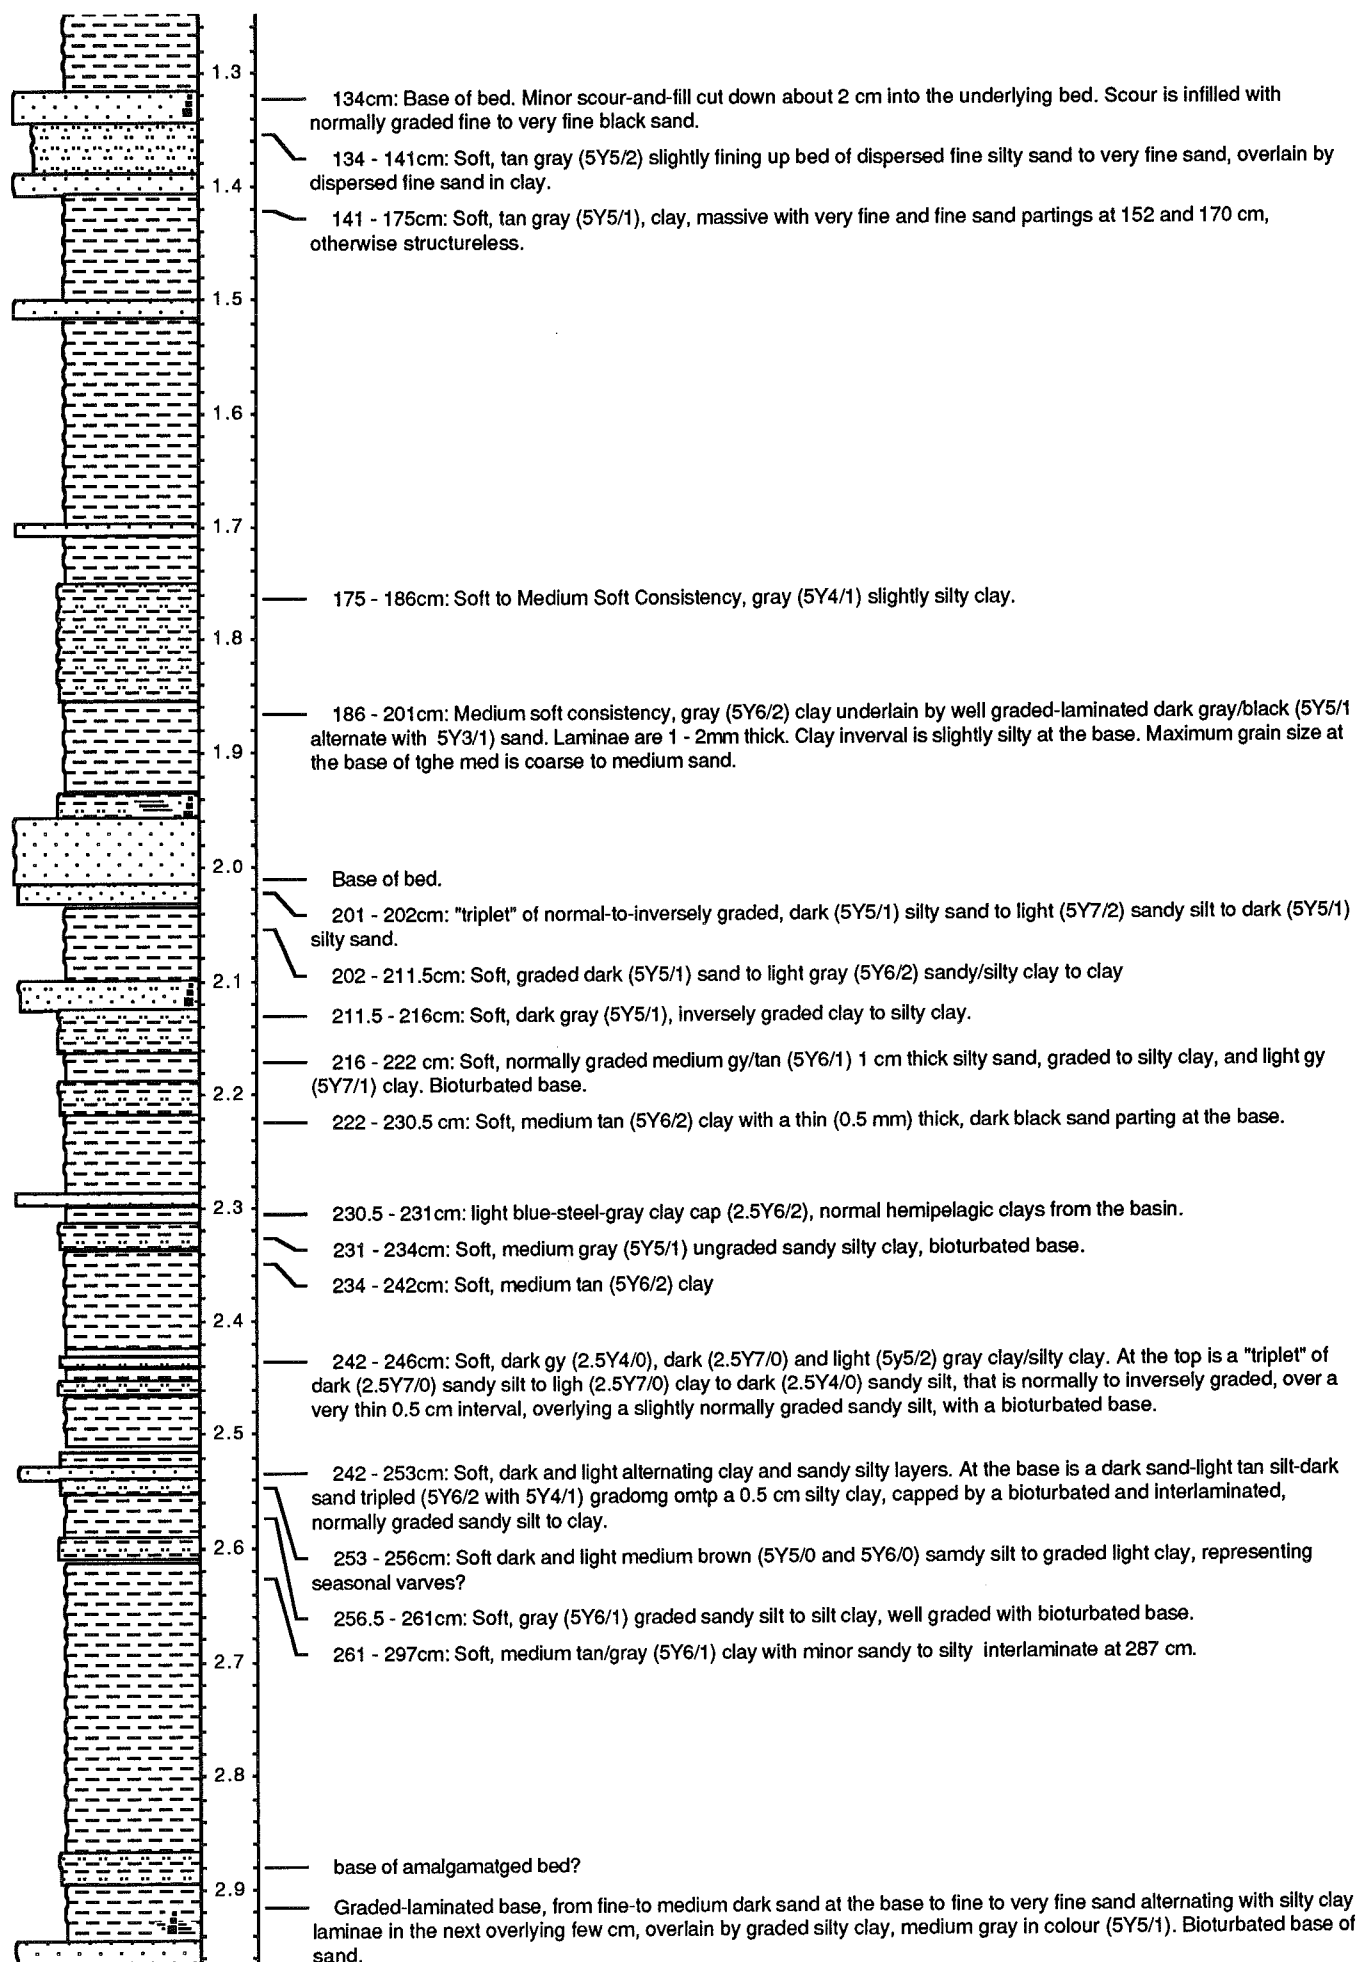 1.3
134cm: Base of bed. Minor scour-and-fill cut down about 2 cm into the underlying bed. Scour is infilled with
normally graded fine to very fine black sand.
134 - 141cm: Soft, tan gray (5Y5/2) slightly fining up bed of dispersed fine silty sand to very fine sand, overlain by
dispersed fine sand in clay.
1.4
141 - 175cm: Soft, tan gray (5Y5/1), clay, massive with very fine and fine sand partings at 152 and 170 cm,
otherwise structureless.
1.5
1.6
1.7
175 - 186cm: Soft to Medium Soft Consistency, gray (5Y4/1) slightly silty clay.
1.8
186 - 201cm: Medium soft consistency, gray (5Y6/2) clay underlain by well graded-laminated dark gray/black (5Y5/1
alternate with 5Y3/1) sand. Laminae are 1 - 2mm thick. Clay inverval is slightly silty at the base. Maximum grain size at
1.9
the base of tghe med is coarse to medium sand.
2.0
Base of bed.
201 - 202cm: "triplet" of normal-to-inversely graded, dark (5Y5/1) silty sand to light (5Y7/2) sandy silt to dark (5Y5/1)
silty sand.
202 - 211.5cm: Soft, graded dark (5Y5/1) sand to light gray (5Y6/2) sandy/silty clay to clay
2.1
211.5 - 216cm: Soft, dark gray (5Y5/1), inversely graded clay to silty clay.
216 - 222 cm: Soft, normally graded medium gy/tan (5Y6/1) 1 cm thick silty sand, graded to silty clay, and light gy
(5Y7/1) clay. Bioturbated base.
2.2
222 - 230.5 cm: Soft, medium tan (5Y6/2) clay with a thin (0.5 mm) thick, dark black sand parting at the base.
2.3
230.5 - 231cm: light blue-steel-gray clay cap (2.5Y6/2), normal hemipelagic clays from the basin.
231 - 234cm: Soft, medium gray (5Y5/1) ungraded sandy silty clay, bioturbated base.
234 - 242cm: Soft, medium tan (5Y6/2) clay
2.4
242 - 246cm: Soft, dark gy (2.5Y4/0), dark (2.5Y7/0) and light (5y5/2) gray clay/silty clay. At the top is a "triplet" of
dark (2.5Y7/0) sandy silt to ligh (2.5Y7/0) clay to dark (2.5Y4/0) sandy silt, that is normally to inversely graded, over a
very thin 0.5 cm interval, overlying a slightly normally graded sandy silt, with a bioturbated base.
2.5
242 - 253cm: Soft, dark and light alternating clay and sandy silty layers. At the base is a dark sand-light tan silt-dark
sand tripled (5Y6/2 with 5Y4/1) gradomg omtp a 0.5 cm silty clay, capped by a bioturbated and interlaminated,
normally graded sandy silt to clay.
2.6
253 - 256cm: Soft dark and light medium brown (5Y5/0 and 5Y6/0) samdy silt to graded light clay, representing
seasonal varves?
256.5 - 261cm: Soft, gray (5Y6/1) graded sandy silt to silt clay, well graded with bioturbated base.
261 - 297cm: Soft, medium tan/gray (5Y6/1) clay with minor sandy to silty interlaminate at 287 cm.
2.7
2.8
base of amalgamatged bed?
2.9
Graded-laminated base, from fine-to medium dark sand at the base to fine to very fine sand alternating with silty clay
laminae in the next overlying few cm, overlain by graded silty clay, medium gray in colour (5Y5/1). Bioturbated base of
sand.